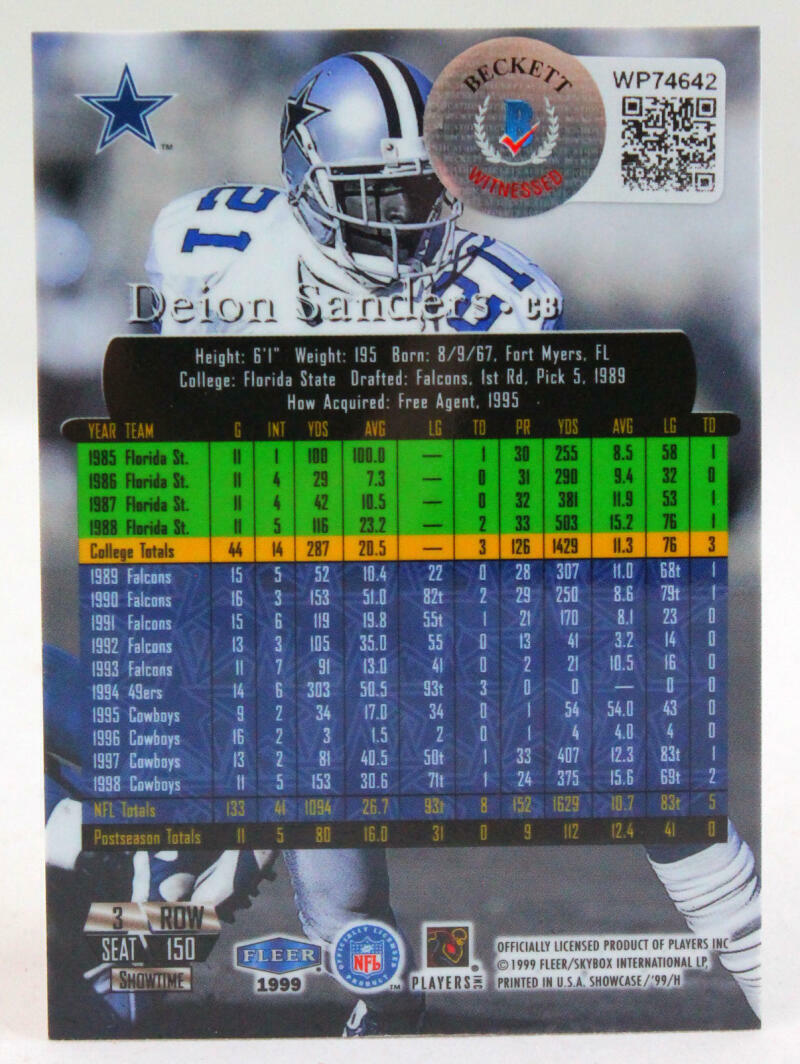 BECKETT
WITNESSED
WP74642
TM
21
21
Deion Sanders · CB
Height: 6'1" Weight: 195 Born: 8/9/67, Fort Myers, FL
College: Florida State Drafted: Falcons, 1st Rd, Pick 5, 1989
How Acquired: Free Agent, 1995
YEAR TEAM G INT YDS AVG LG TD PR YDS AVG LG TD
1985 Florida St. 11 1 100 100.0 — 1 30 255 8.5 58 1
1986 Florida St. 11 4 29 7.3 — 0 31 290 9.4 32 0
1987 Florida St. 11 4 42 10.5 — 0 32 381 11.9 53 1
1988 Florida St. 11 5 116 23.2 — 2 33 503 15.2 76 1
College Totals 44 14 287 20.5 — 3 126 1429 11.3 76 3
1989 Falcons 15 5 52 10.4 22 0 28 307 11.0 68t 1
1990 Falcons 16 3 153 51.0 82t 2 29 250 8.6 79t 1
1991 Falcons 15 6 119 19.8 55t 1 21 170 8.1 23 0
1992 Falcons 13 3 105 35.0 55 0 13 41 3.2 14 0
1993 Falcons 11 7 91 13.0 41 0 2 21 10.5 16 0
1994 49ers 14 6 303 50.5 93t 3 0 0 — 0 0
1995 Cowboys 9 2 34 17.0 34 0 1 54 54.0 43 0
1996 Cowboys 16 2 3 1.5 2 0 1 4 4.0 4 0
1997 Cowboys 13 2 81 40.5 50t 1 33 407 12.3 83t 1
1998 Cowboys 11 5 153 30.6 71t 1 24 375 15.6 69t 2
NFL Totals 133 41 1094 26.7 93t 8 152 1629 10.7 83t 5
Postseason Totals 11 5 80 16.0 31 0 9 112 12.4 41 0
3 ROW
SEAT 150
SHOWTIME
FLEER
1999
OFFICIALLY LICENSED
NFL
PRODUCT
TM
PLAYERS INC
OFFICIALLY LICENSED PRODUCT OF PLAYERS INC
© 1999 FLEER/SKYBOX INTERNATIONAL LP,
PRINTED IN U.S.A. SHOWCASE/'99/H